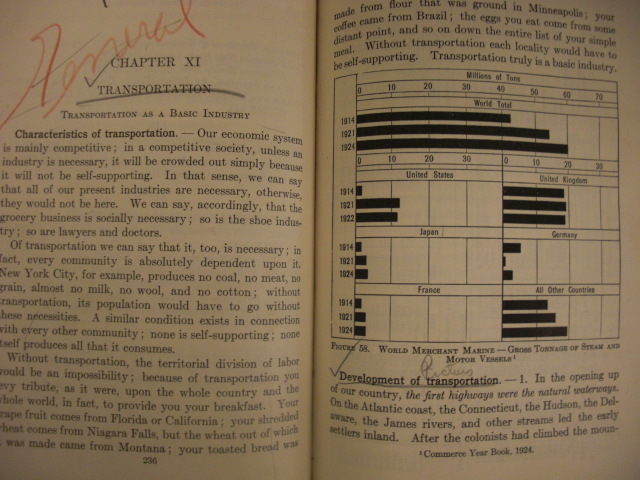 General
CHAPTER XI
TRANSPORTATION
TRANSPORTATION AS A BASIC INDUSTRY
Characteristics of transportation. — Our economic system
is mainly competitive; in a competitive society, unless an
industry is necessary, it will be crowded out simply because
it will not be self-supporting. In that sense, we can say
that all of our present industries are necessary, otherwise,
they would not be here. We can say, accordingly, that the
grocery business is socially necessary; so is the shoe indus-
try; so are lawyers and doctors.
Of transportation we can say that it, too, is necessary; in
fact, every community is absolutely dependent upon it.
New York City, for example, produces no coal, no meat, no
grain, almost no milk, no wool, and no cotton; without
transportation, its population would have to go without
these necessities. A similar condition exists in connection
with every other community; none is self-supporting; none
itself produces all that it consumes.
Without transportation, the territorial division of labor
would be an impossibility; because of transportation you
levy tribute, as it were, upon the whole country and the
whole world, in fact, to provide you your breakfast. Your
grape fruit comes from Florida or California; your shredded
wheat comes from Niagara Falls, but the wheat out of which
it was made came from Montana; your toasted bread was
236
made from flour that was ground in Minneapolis; your
coffee came from Brazil; the eggs you eat come from some
distant point, and so on down the entire list of your simple
meal. Without transportation each locality would have to
be self-supporting. Transportation truly is a basic industry.
Millions of Tons
0 10 20 30 40 50 60 70
World Total
1914
1921
1924
0 10 20 30 0 10 20 30
United States United Kingdom
1914
1921
1922
Japan Germany
1914
1921
1924
France All Other Countries
1914
1921
1924
FIGURE 58. WORLD MERCHANT MARINE — GROSS TONNAGE OF STEAM AND
MOTOR VESSELS¹
Development of transportation. — 1. In the opening up
of our country, the first highways were the natural waterways.
On the Atlantic coast, the Connecticut, the Hudson, the Del-
aware, the James rivers, and other streams led the early
settlers inland. After the colonists had climbed the moun-
¹ Commerce Year Book, 1924.